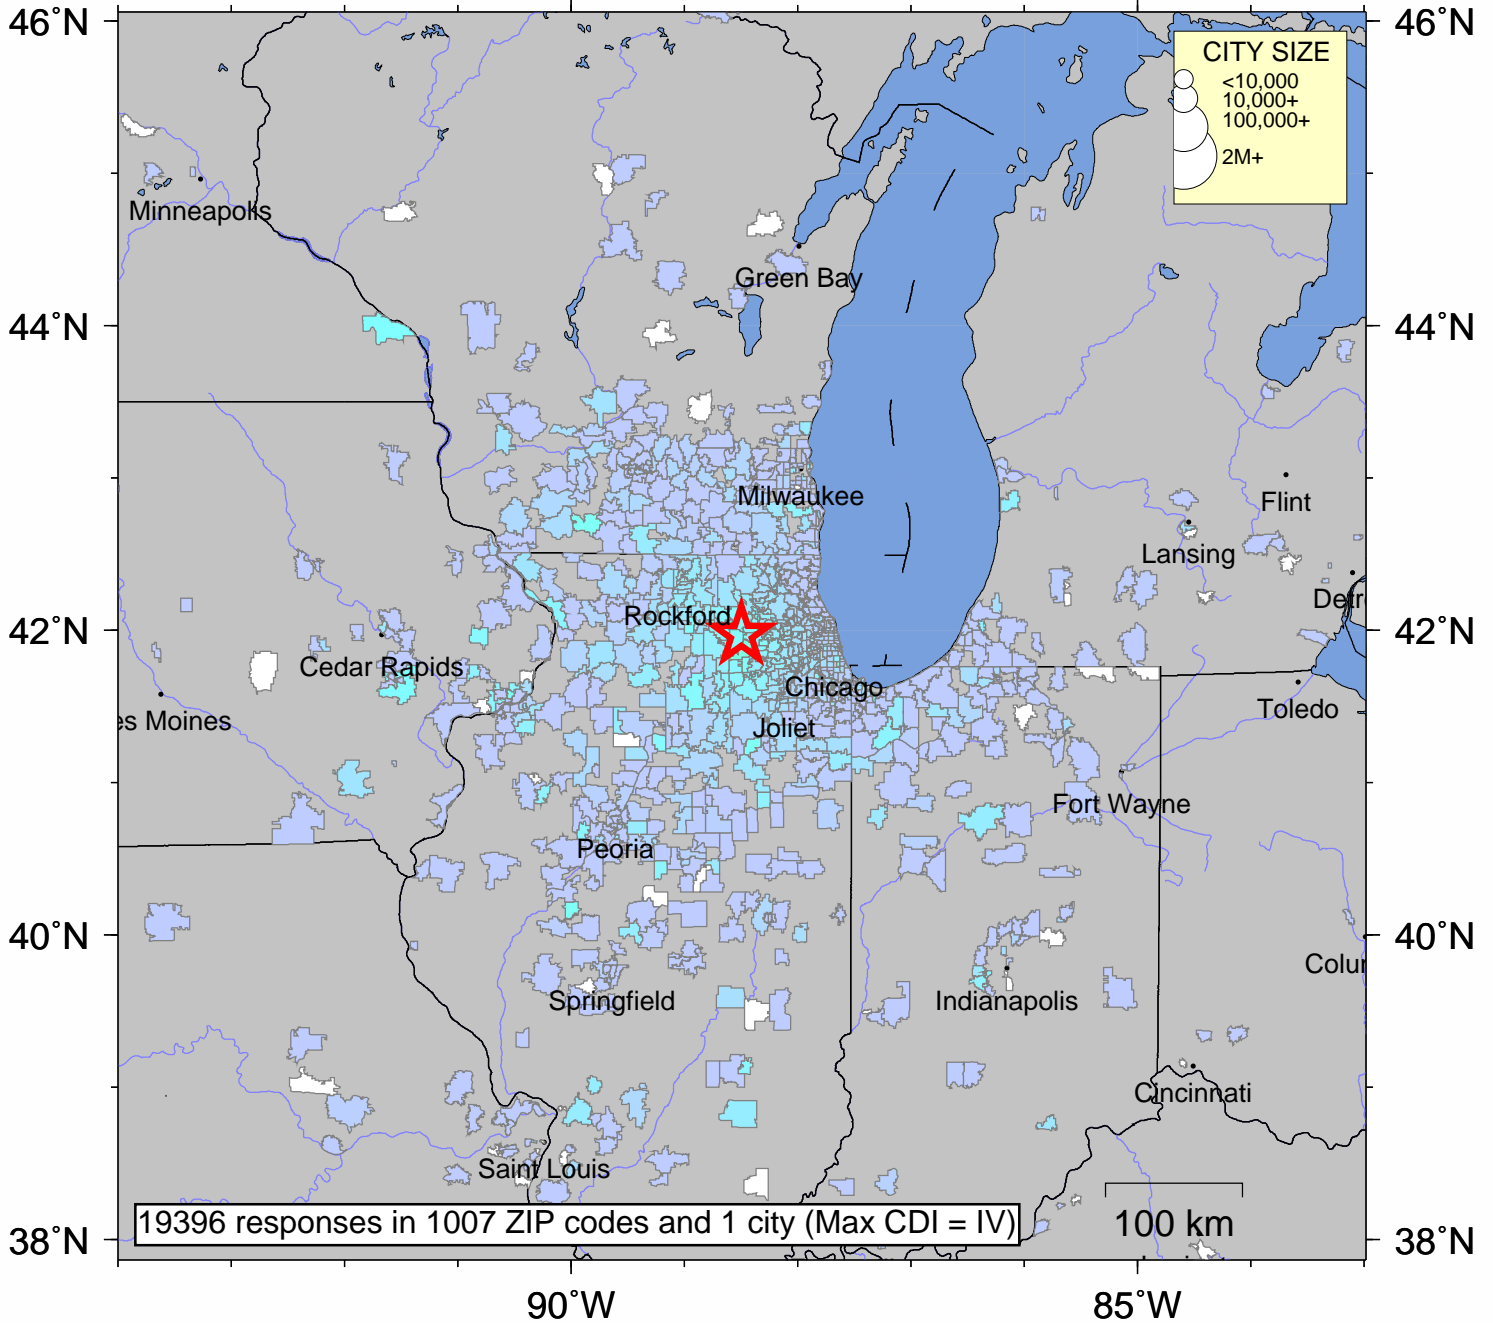 46°N
46°N
CITY SIZE
<10,000
10,000+
100,000+
2M+
Minneapolis
Green Bay
44°N
44°N
Milwaukee
Flint
Lansing
Detr
42°N
Rockford
42°N
Cedar Rapids
Chicago
es Moines
Joliet
Toledo
Fort Wayne
Peoria
40°N
40°N
Colur
Springfield
Indianapolis
Cincinnati
Saint Louis
19396 responses in 1007 ZIP codes and 1 city (Max CDI = IV)
100 km
38°N
38°N
90°W
85°W